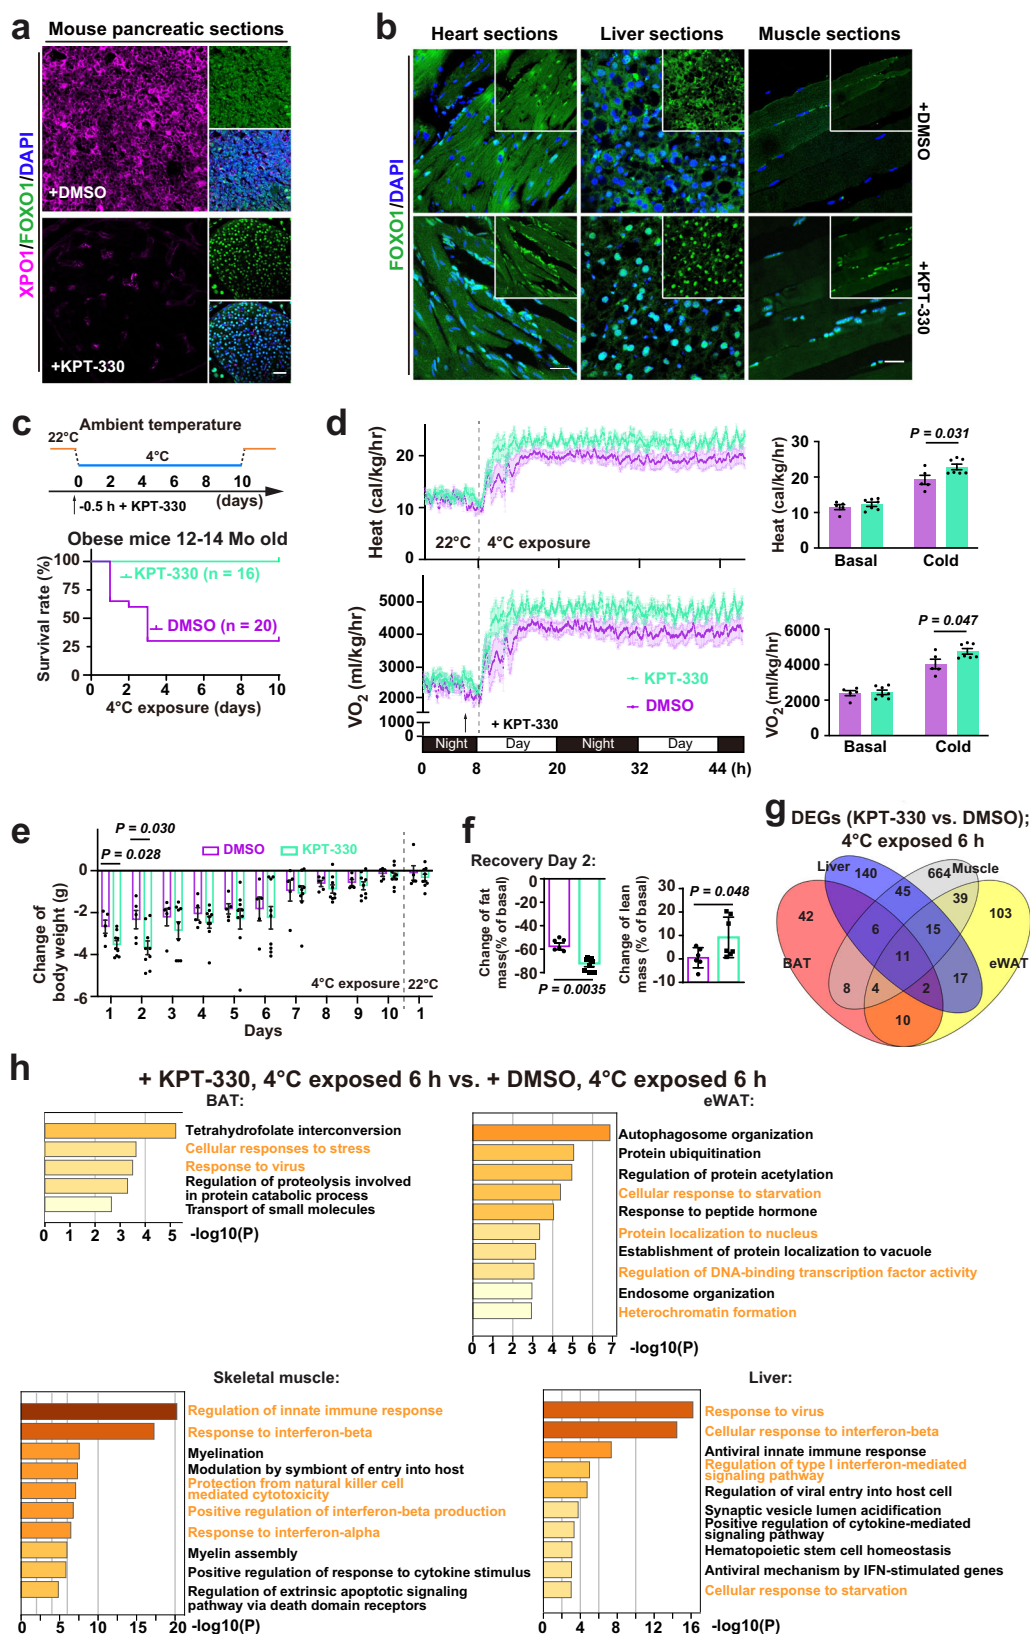 a
Mouse pancreatic sections
XPO1/FOXO1/DAPI
+DMSO
+KPT-330
b
Heart sections
Liver sections
Muscle sections
FOXO1/DAPI
+DMSO
+KPT-330
c
Ambient temperature
22°C
4°C
0 2 4 6 8 10
(days)
-0.5 h + KPT-330
Obese mice 12-14 Mo old
Survival rate (%)
100
75
50
25
0
KPT-330 (n = 16)
DMSO (n = 20)
0 2 4 6 8 10
4°C exposure (days)
d
Heat (cal/kg/hr)
20
10
0
22°C
4°C exposure
VO2 (ml/kg/hr)
5000
4000
3000
2000
1000
0
KPT-330
DMSO
+ KPT-330
Night Day Night Day
0 8 20 32 44 (h)
Heat (cal/kg/hr)
30
20
10
0
P = 0.031
Basal Cold
VO2 (ml/kg/hr)
6000
4000
2000
0
P = 0.047
Basal Cold
e
P = 0.030
P = 0.028
DMSO KPT-330
Change of
body weight (g)
0
-2
-4
-6
4°C exposure 22°C
1 2 3 4 5 6 7 8 9 10 1
Days
f
Recovery Day 2:
Change of fat
mass(% of basal)
0
-20
-40
-60
-80
P = 0.0035
Change of lean
mass (% of basal)
30
20
10
0
-10
P = 0.048
g
DEGs (KPT-330 vs. DMSO);
4°C exposed 6 h
Liver
Muscle
BAT
eWAT
140
664
45
39
42
103
6
15
11
8
4
2
17
10
h
+ KPT-330, 4°C exposed 6 h vs. + DMSO, 4°C exposed 6 h
BAT:
Tetrahydrofolate interconversion
Cellular responses to stress
Response to virus
Regulation of proteolysis involved
in protein catabolic process
Transport of small molecules
0 1 2 3 4 5 -log10(P)
eWAT:
Autophagosome organization
Protein ubiquitination
Regulation of protein acetylation
Cellular response to starvation
Response to peptide hormone
Protein localization to nucleus
Establishment of protein localization to vacuole
Regulation of DNA-binding transcription factor activity
Endosome organization
Heterochromatin formation
0 1 2 3 4 5 6 7 -log10(P)
Skeletal muscle:
Regulation of innate immune response
Response to interferon-beta
Myelination
Modulation by symbiont of entry into host
Protection from natural killer cell
mediated cytotoxicity
Positive regulation of interferon-beta production
Response to interferon-alpha
Myelin assembly
Positive regulation of response to cytokine stimulus
Regulation of extrinsic apoptotic signaling
pathway via death domain receptors
0 5 10 15 20 -log10(P)
Liver:
Response to virus
Cellular response to interferon-beta
Antiviral innate immune response
Regulation of type I interferon-mediated
signaling pathway
Regulation of viral entry into host cell
Synaptic vesicle lumen acidification
Positive regulation of cytokine-mediated
signaling pathway
Hematopoietic stem cell homeostasis
Antiviral mechanism by IFN-stimulated genes
Cellular response to starvation
0 4 8 12 16 -log10(P)